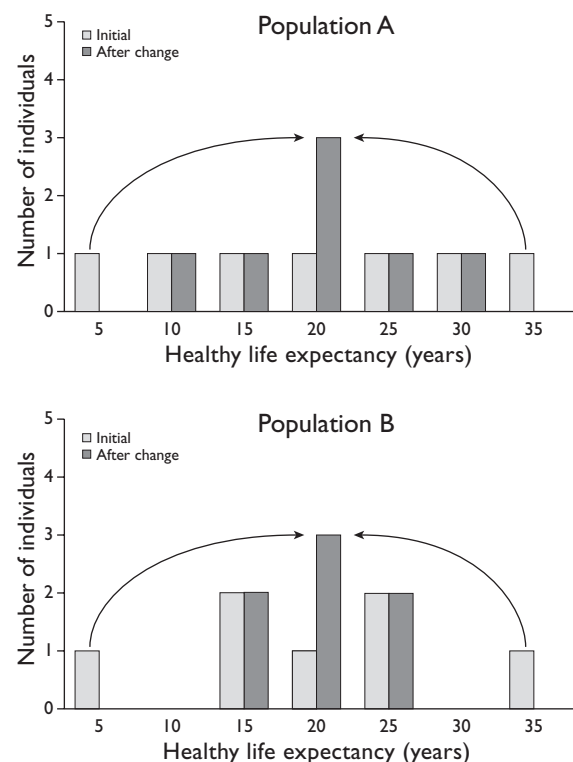 Population A
Initial
After change
Number of individuals
5
4
3
2
1
0
5 10 15 20 25 30 35
Healthy life expectancy (years)
Population B
Initial
After change
Number of individuals
5
4
3
2
1
0
5 10 15 20 25 30 35
Healthy life expectancy (years)